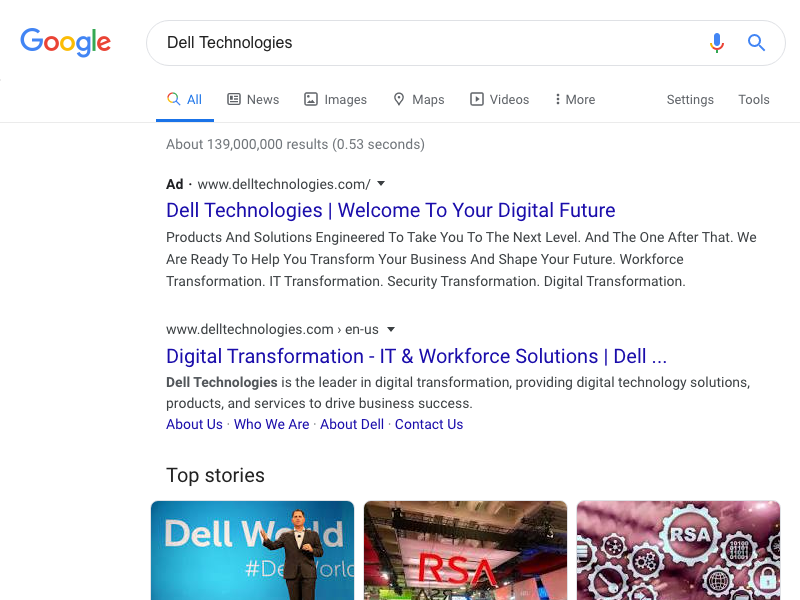 Google
Dell Technologies
All News Images Maps Videos More Settings Tools
About 139,000,000 results (0.53 seconds)
Ad · www.delltechnologies.com/
Dell Technologies | Welcome To Your Digital Future
Products And Solutions Engineered To Take You To The Next Level. And The One After That. We
Are Ready To Help You Transform Your Business And Shape Your Future. Workforce
Transformation. IT Transformation. Security Transformation. Digital Transformation.
www.delltechnologies.com › en-us
Digital Transformation - IT & Workforce Solutions | Dell ...
Dell Technologies is the leader in digital transformation, providing digital technology solutions,
products, and services to drive business success.
About Us · Who We Are · About Dell · Contact Us
Top stories
Dell World
RSA
RSA